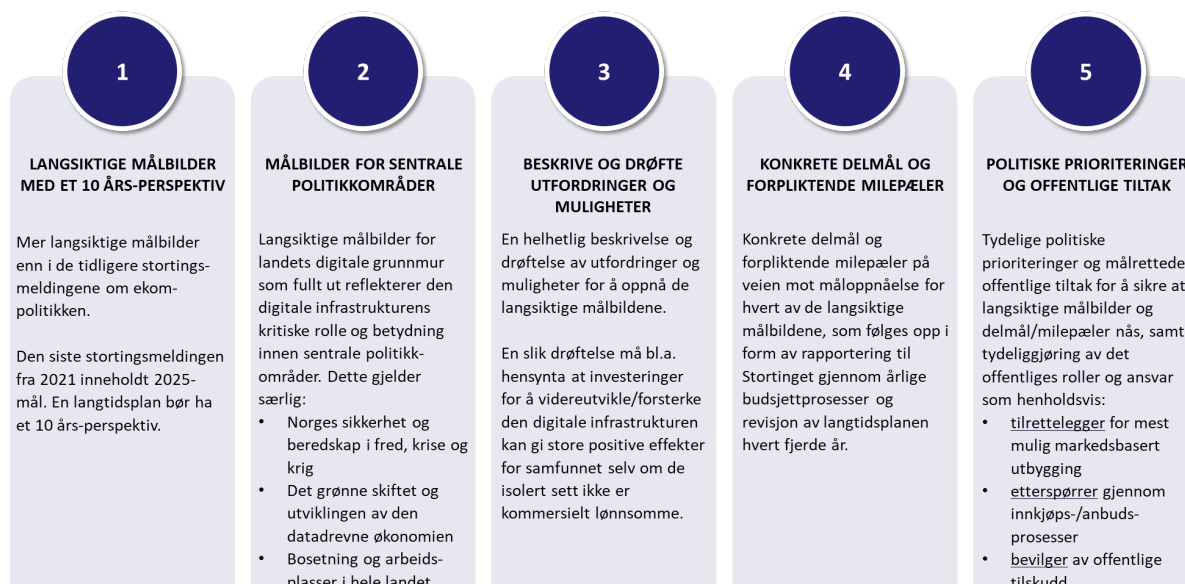 1
LANGSIKTIGE MÅLBILDER
MED ET 10 ÅRS-PERSPEKTIV
Mer langsiktige målbilder
enn i de tidligere stortings-
meldingene om ekom-
politikken.
Den siste stortingsmeldingen
fra 2021 inneholdt 2025-
mål. En langtidsplan bør ha
et 10 års-perspektiv.
2
MÅLBILDER FOR SENTRALE
POLITIKKOMRÅDER
Langsiktige målbilder for
landets digitale grunnmur
som fullt ut reflekterer den
digitale infrastrukturens
kritiske rolle og betydning
innen sentrale politikk-
områder. Dette gjelder
særlig:
• Norges sikkerhet og
beredskap i fred, krise og
krig
• Det grønne skiftet og
utviklingen av den
datadrevne økonomien
• Bosetning og arbeids-
plasser i hele landet
3
BESKRIVE OG DRØFTE
UTFORDRINGER OG
MULIGHETER
En helhetlig beskrivelse og
drøftelse av utfordringer og
muligheter for å oppnå de
langsiktige målbildene.
En slik drøftelse må bl.a.
hensynta at investeringer
for å videreutvikle/forsterke
den digitale infrastrukturen
kan gi store positive effekter
for samfunnet selv om de
isolert sett ikke er
kommersielt lønnsomme.
4
KONKRETE DELMÅL OG
FORPLIKTENDE MILEPÆLER
Konkrete delmål og
forpliktende milepæler på
veien mot måloppnåelse for
hvert av de langsiktige
målbildene, som følges opp i
form av rapportering til
Stortinget gjennom årlige
budsjettprosesser og
revisjon av langtidsplanen
hvert fjerde år.
5
POLITISKE PRIORITERINGER
OG OFFENTLIGE TILTAK
Tydelige politiske
prioriteringer og målrettede
offentlige tiltak for å sikre at
langsiktige målbilder og
delmål/milepæler nås, samt
tydeliggjøring av det
offentliges roller og ansvar
som henholdsvis:
• tilrettelegger for mest
mulig markedsbasert
utbygging
• etterspørrer gjennom
innkjøps-/anbuds-
prosesser
• bevilger av offentlige
tilskudd